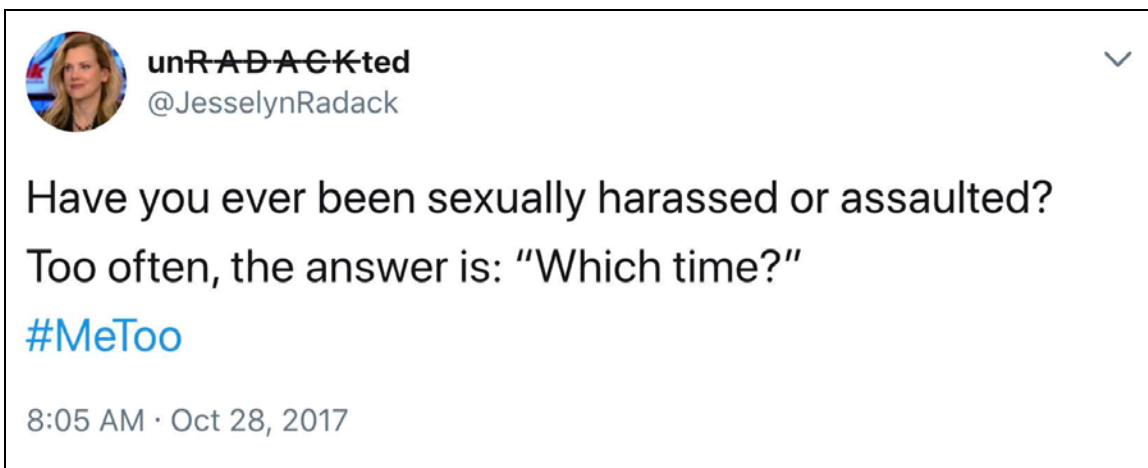 unRADACKted
@JesselynRadack
Have you ever been sexually harassed or assaulted?
Too often, the answer is: “Which time?”
#MeToo
8:05 AM · Oct 28, 2017